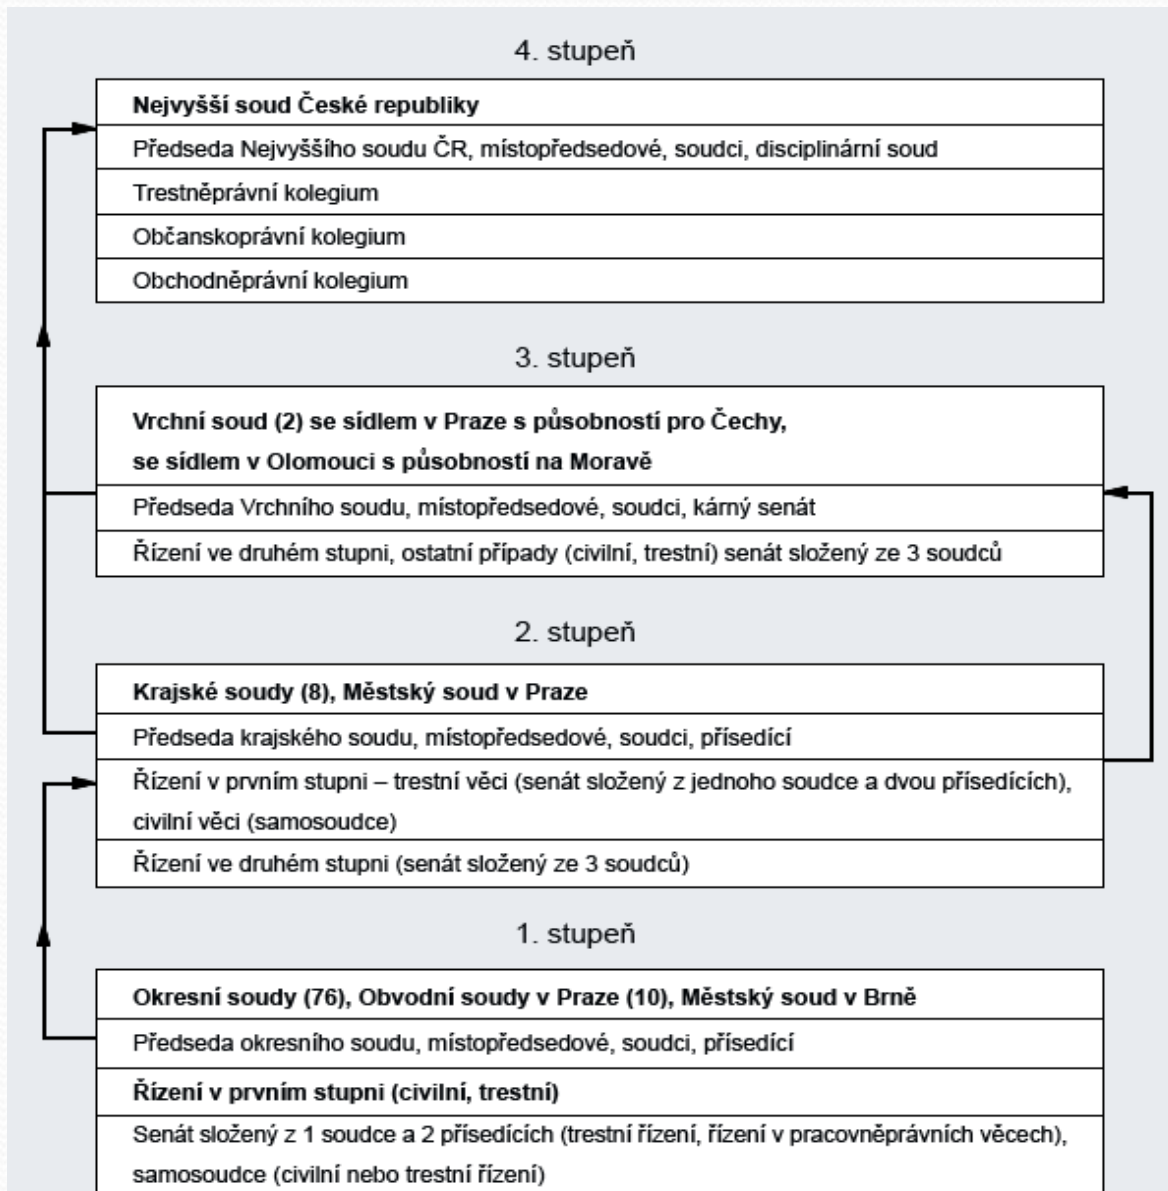 4. stupeň
Nejvyšší soud České republiky
Předseda Nejvyššího soudu ČR, místopředsedové, soudci, disciplinární soud
Trestněprávní kolegium
Občanskoprávní kolegium
Obchodněprávní kolegium
3. stupeň
Vrchní soud (2) se sídlem v Praze s působností pro Čechy,
se sídlem v Olomouci s působností na Moravě
Předseda Vrchního soudu, místopředsedové, soudci, kárný senát
Řízení ve druhém stupni, ostatní případy (civilní, trestní) senát složený ze 3 soudců
2. stupeň
Krajské soudy (8), Městský soud v Praze
Předseda krajského soudu, místopředsedové, soudci, přísedící
Řízení v prvním stupni – trestní věci (senát složený z jednoho soudce a dvou přísedících),
civilní věci (samosoudce)
Řízení ve druhém stupni (senát složený ze 3 soudců)
1. stupeň
Okresní soudy (76), Obvodní soudy v Praze (10), Městský soud v Brně
Předseda okresního soudu, místopředsedové, soudci, přísedící
Řízení v prvním stupni (civilní, trestní)
Senát složený z 1 soudce a 2 přísedících (trestní řízení, řízení v pracovněprávních věcech),
samosoudce (civilní nebo trestní řízení)